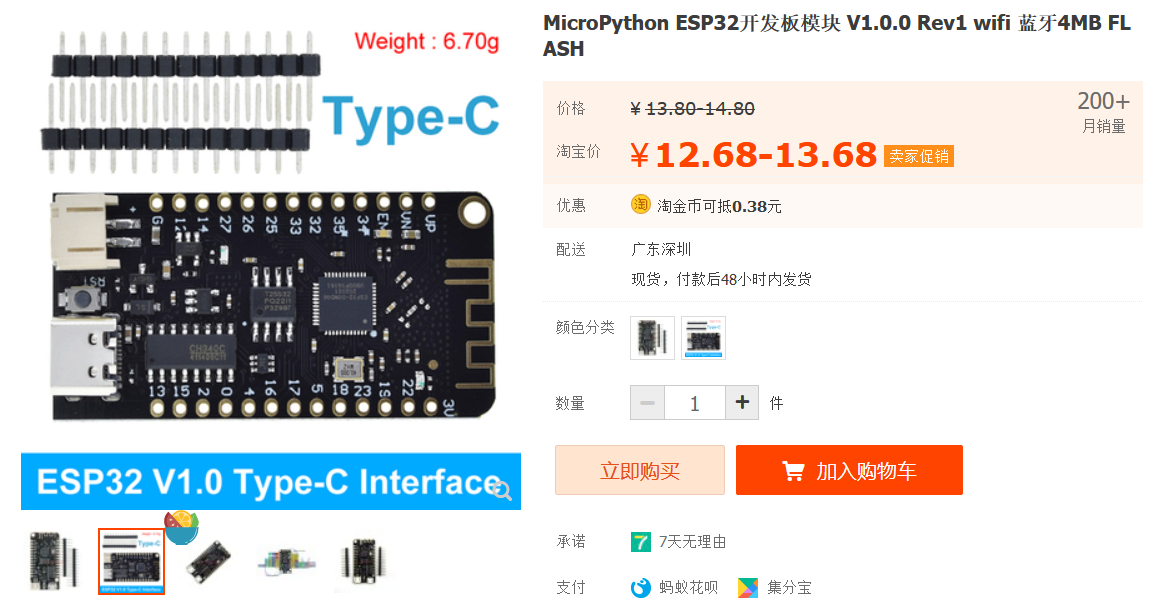 MicroPython ESP32开发板模块 V1.0.0 Rev1 wifi 蓝牙4MB FL
ASH
Weight : 6.70g
Type-C
价格
¥ 13.80-14.80
200+
月销量
淘宝价
¥ 12.68-13.68
卖家促销
优惠
淘 淘金币可抵0.38元
配送
广东深圳
现货，付款后48小时内发货
颜色分类
数量
1
件
立即购买
加入购物车
承诺
7 7天无理由
支付
蚂蚁花呗
集分宝
+
G 12 14 27 26 25 33 32 35 34 EN VN VP
RST
CH340C
13 15 2 0 4 16 17 5 18 23 19 22 3V
ESP32 V1.0 Type-C Interface
Type-C